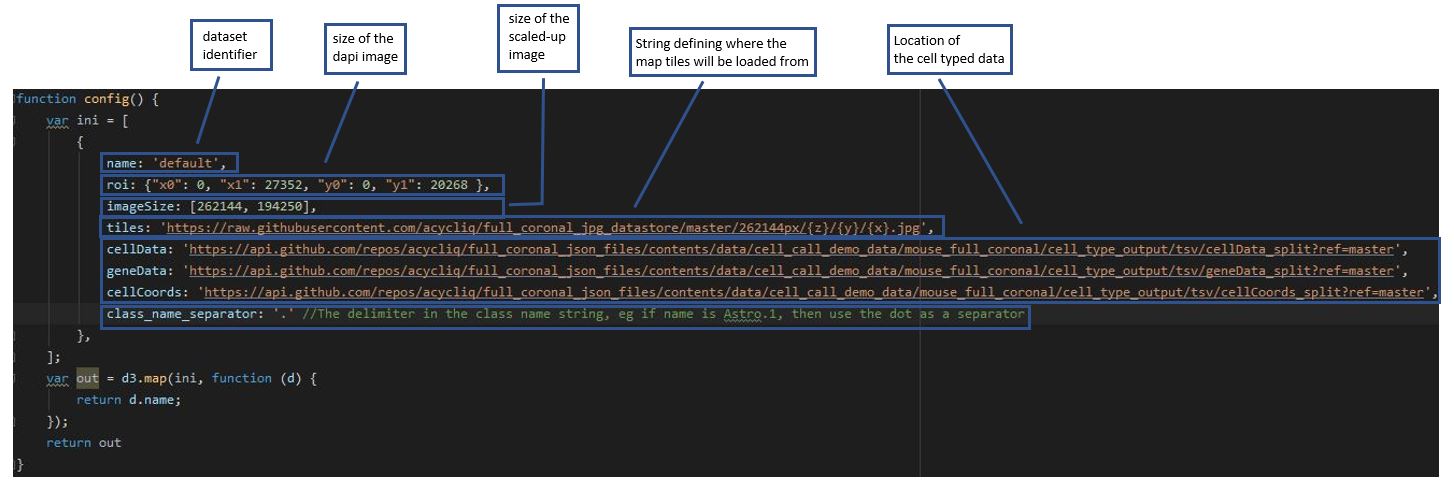 dataset
identifier
size of the
dapi image
size of the
scaled-up
image
String defining where the
map tiles will be loaded from
Location of
the cell typed data
function config() {
var ini = [
{
name: 'default',
roi: {"x0": 0, "x1": 27352, "y0": 0, "y1": 20268 },
imageSize: [262144, 194250],
tiles: 'https://raw.githubusercontent.com/acycliq/full_coronal_jpg_datastore/master/262144px/{z}/{y}/{x}.jpg',
cellData: 'https://api.github.com/repos/acycliq/full_coronal_json_files/contents/data/cell_call_demo_data/mouse_full_coronal/cell_type_output/tsv/cellData_split?ref=master',
geneData: 'https://api.github.com/repos/acycliq/full_coronal_json_files/contents/data/cell_call_demo_data/mouse_full_coronal/cell_type_output/tsv/geneData_split?ref=master',
cellCoords: 'https://api.github.com/repos/acycliq/full_coronal_json_files/contents/data/cell_call_demo_data/mouse_full_coronal/cell_type_output/tsv/cellCoords_split?ref=master',
class_name_separator: '.' //The delimiter in the class name string, eg if name is Astro.1, then use the dot as a separator
},
];
var out = d3.map(ini, function (d) {
return d.name;
});
return out
}